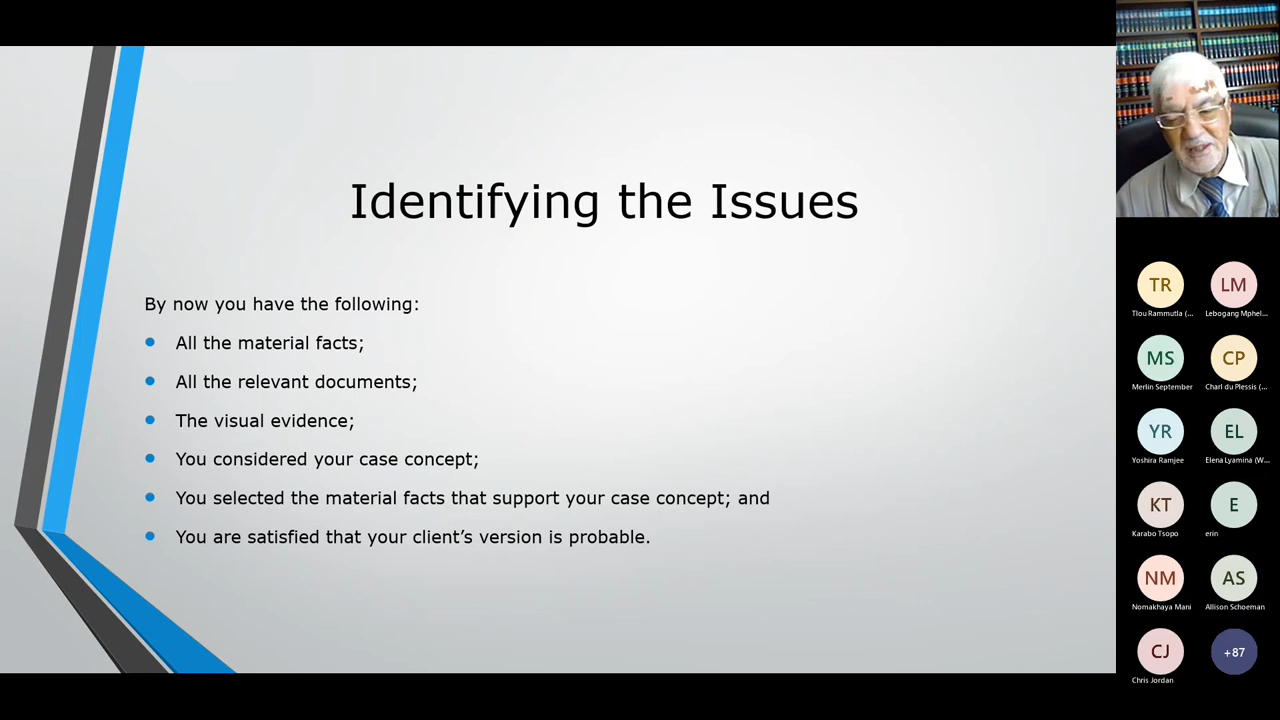 Identifying the Issues
By now you have the following:
All the material facts;
All the relevant documents;
The visual evidence;
You considered your case concept;
You selected the material facts that support your case concept; and
You are satisfied that your client’s version is probable.
TR
LM
Tlou Rammutla (...
Lebogang Mphel...
MS
CP
Merlin September
Charl du Plessis (...
YR
EL
Yoshira Ramjee
Elena Lyamina (W...
KT
E
Karabo Tsopo
erin
NM
AS
Nomakhaya Mani
Allison Schoeman
CJ
+87
Chris Jordan